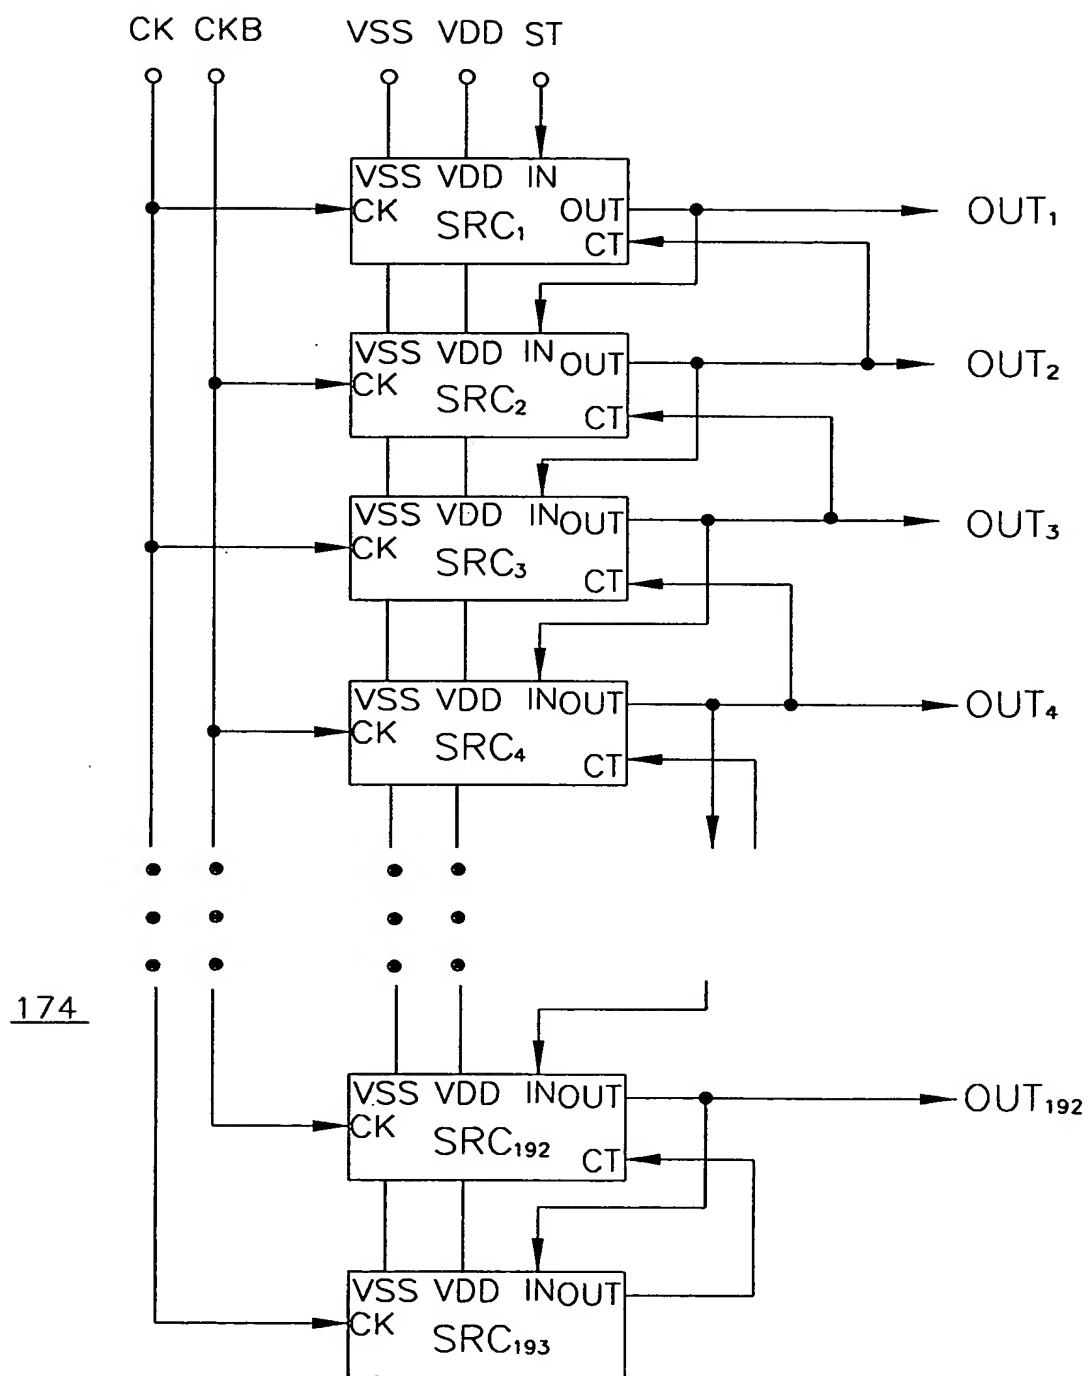 CK CKB VSS VDD ST
VSS VDD IN
CK SRC₁ OUT OUT₁
CT
VSS VDD IN OUT OUT₂
CK SRC₂ CT
VSS VDD IN OUT OUT₃
CK SRC₃ CT
VSS VDD IN OUT OUT₄
CK SRC₄ CT
174
VSS VDD IN OUT OUT₁₉₂
CK SRC₁₉₂ CT
VSS VDD IN OUT
CK SRC₁₉₃